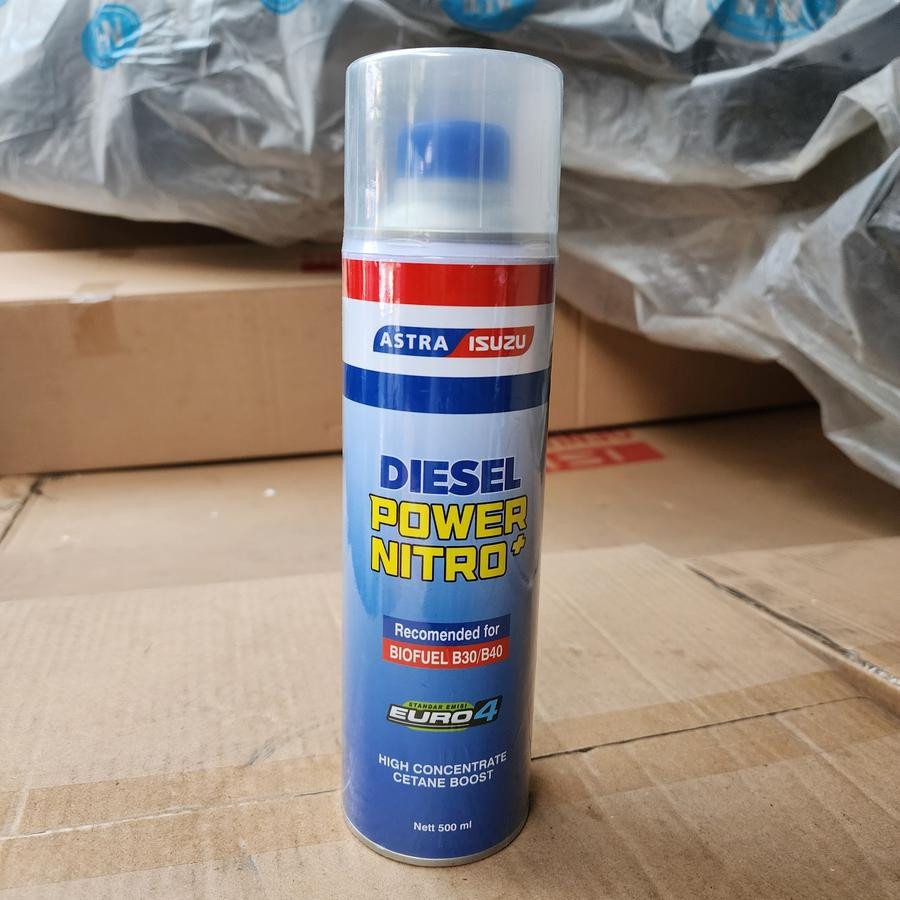 ASTRA ISUZU
DIESEL
POWER
NITRO+
Recomended for
BIOFUEL B30/B40
STANDAR EMISI
EURO4
HIGH CONCENTRATE
CETANE BOOST
Nett 500 ml